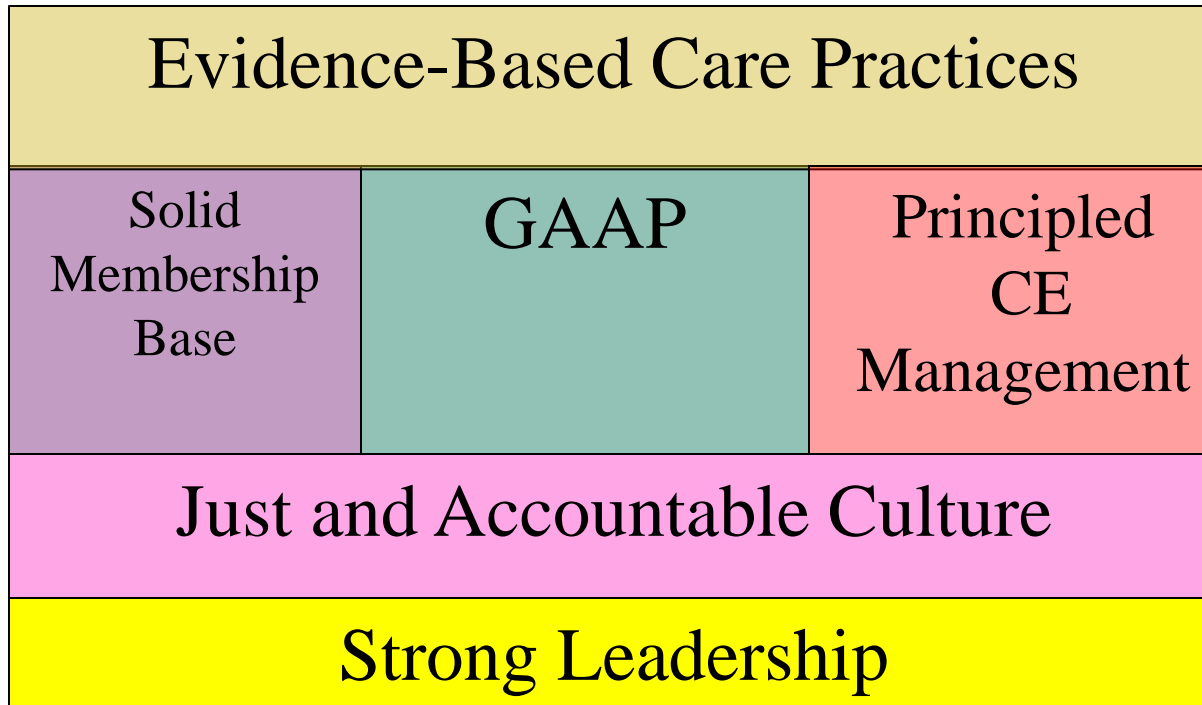 Evidence-Based Care Practices
Solid
Membership
Base
GAAP
Principled
CE
Management
Just and Accountable Culture
Strong Leadership